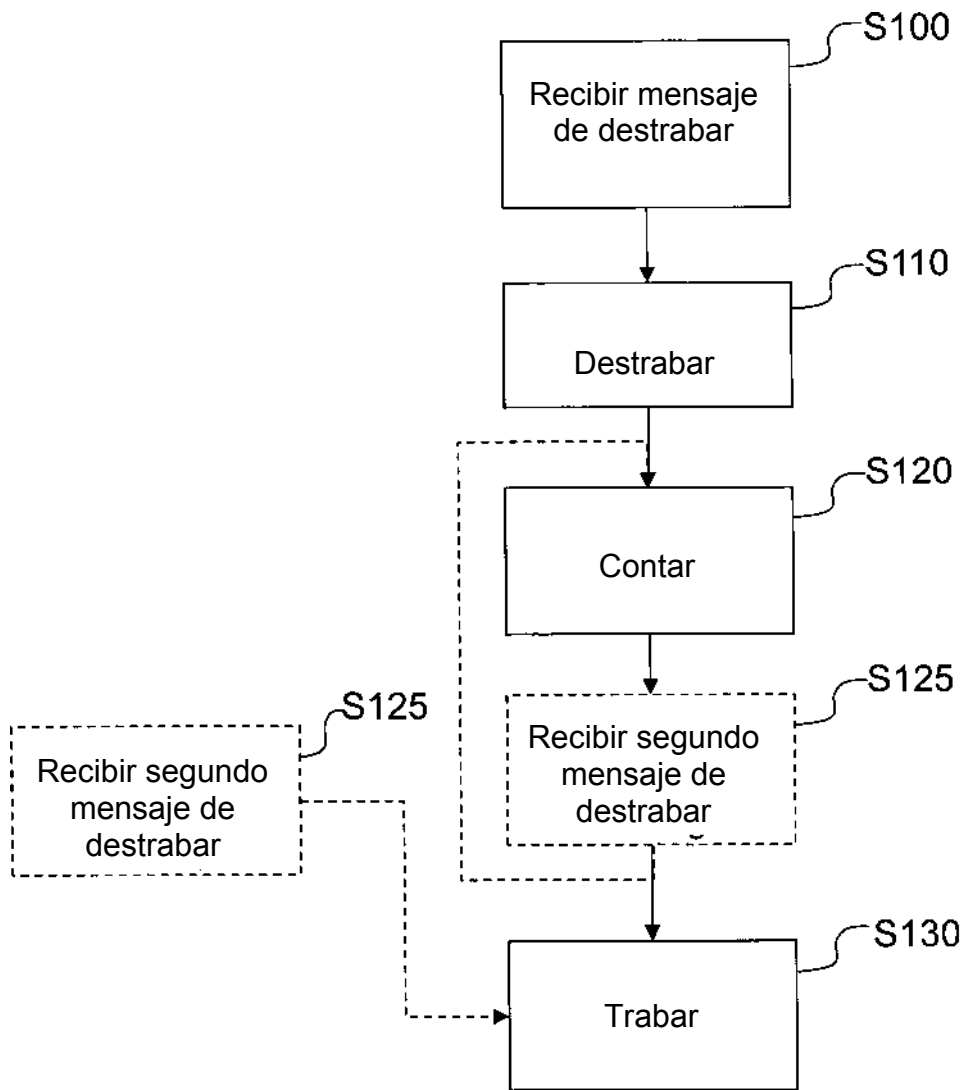 S100
Recibir mensaje
de destrabar
S110
Destrabar
S120
Contar
S125
Recibir segundo
mensaje de
destrabar
S125
Recibir segundo
mensaje de
destrabar
S130
Trabar